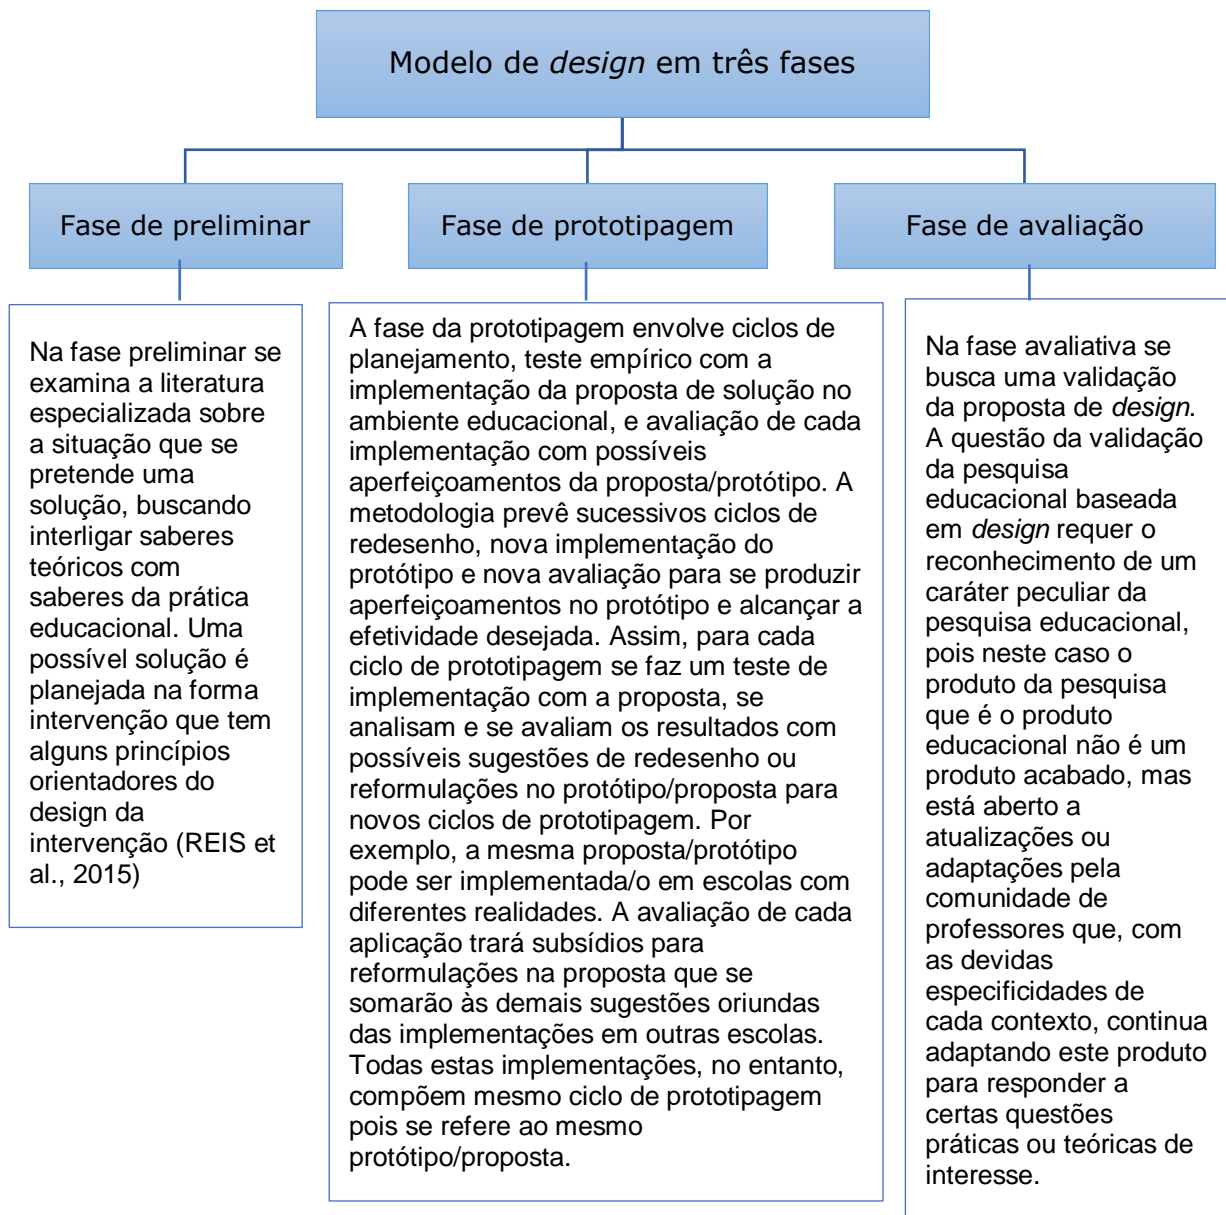 Modelo de design em três fases
Fase de preliminar
Fase de prototipagem
Fase de avaliação
Na fase preliminar se
examina a literatura
especializada sobre
a situação que se
pretende uma
solução, buscando
interligar saberes
teóricos com
saberes da prática
educacional. Uma
possível solução é
planejada na forma
intervenção que tem
alguns princípios
orientadores do
design da
intervenção (REIS et
al., 2015)
A fase da prototipagem envolve ciclos de
planejamento, teste empírico com a
implementação da proposta de solução no
ambiente educacional, e avaliação de cada
implementação com possíveis
aperfeiçoamentos da proposta/protótipo. A
metodologia prevê sucessivos ciclos de
redesenho, nova implementação do
protótipo e nova avaliação para se produzir
aperfeiçoamentos no protótipo e alcançar a
efetividade desejada. Assim, para cada
ciclo de prototipagem se faz um teste de
implementação com a proposta, se
analisam e se avaliam os resultados com
possíveis sugestões de redesenho ou
reformulações no protótipo/proposta para
novos ciclos de prototipagem. Por
exemplo, a mesma proposta/protótipo
pode ser implementada/o em escolas com
diferentes realidades. A avaliação de cada
aplicação trará subsídios para
reformulações na proposta que se
somarão às demais sugestões oriundas
das implementações em outras escolas.
Todas estas implementações, no entanto,
compõem mesmo ciclo de prototipagem
pois se refere ao mesmo
protótipo/proposta.
Na fase avaliativa se
busca uma validação
da proposta de design.
A questão da validação
da pesquisa
educacional baseada
em design requer o
reconhecimento de um
caráter peculiar da
pesquisa educacional,
pois neste caso o
produto da pesquisa
que é o produto
educacional não é um
produto acabado, mas
está aberto a
atualizações ou
adaptações pela
comunidade de
professores que, com
as devidas
especificidades de
cada contexto, continua
adaptando este produto
para responder a
certas questões
práticas ou teóricas de
interesse.